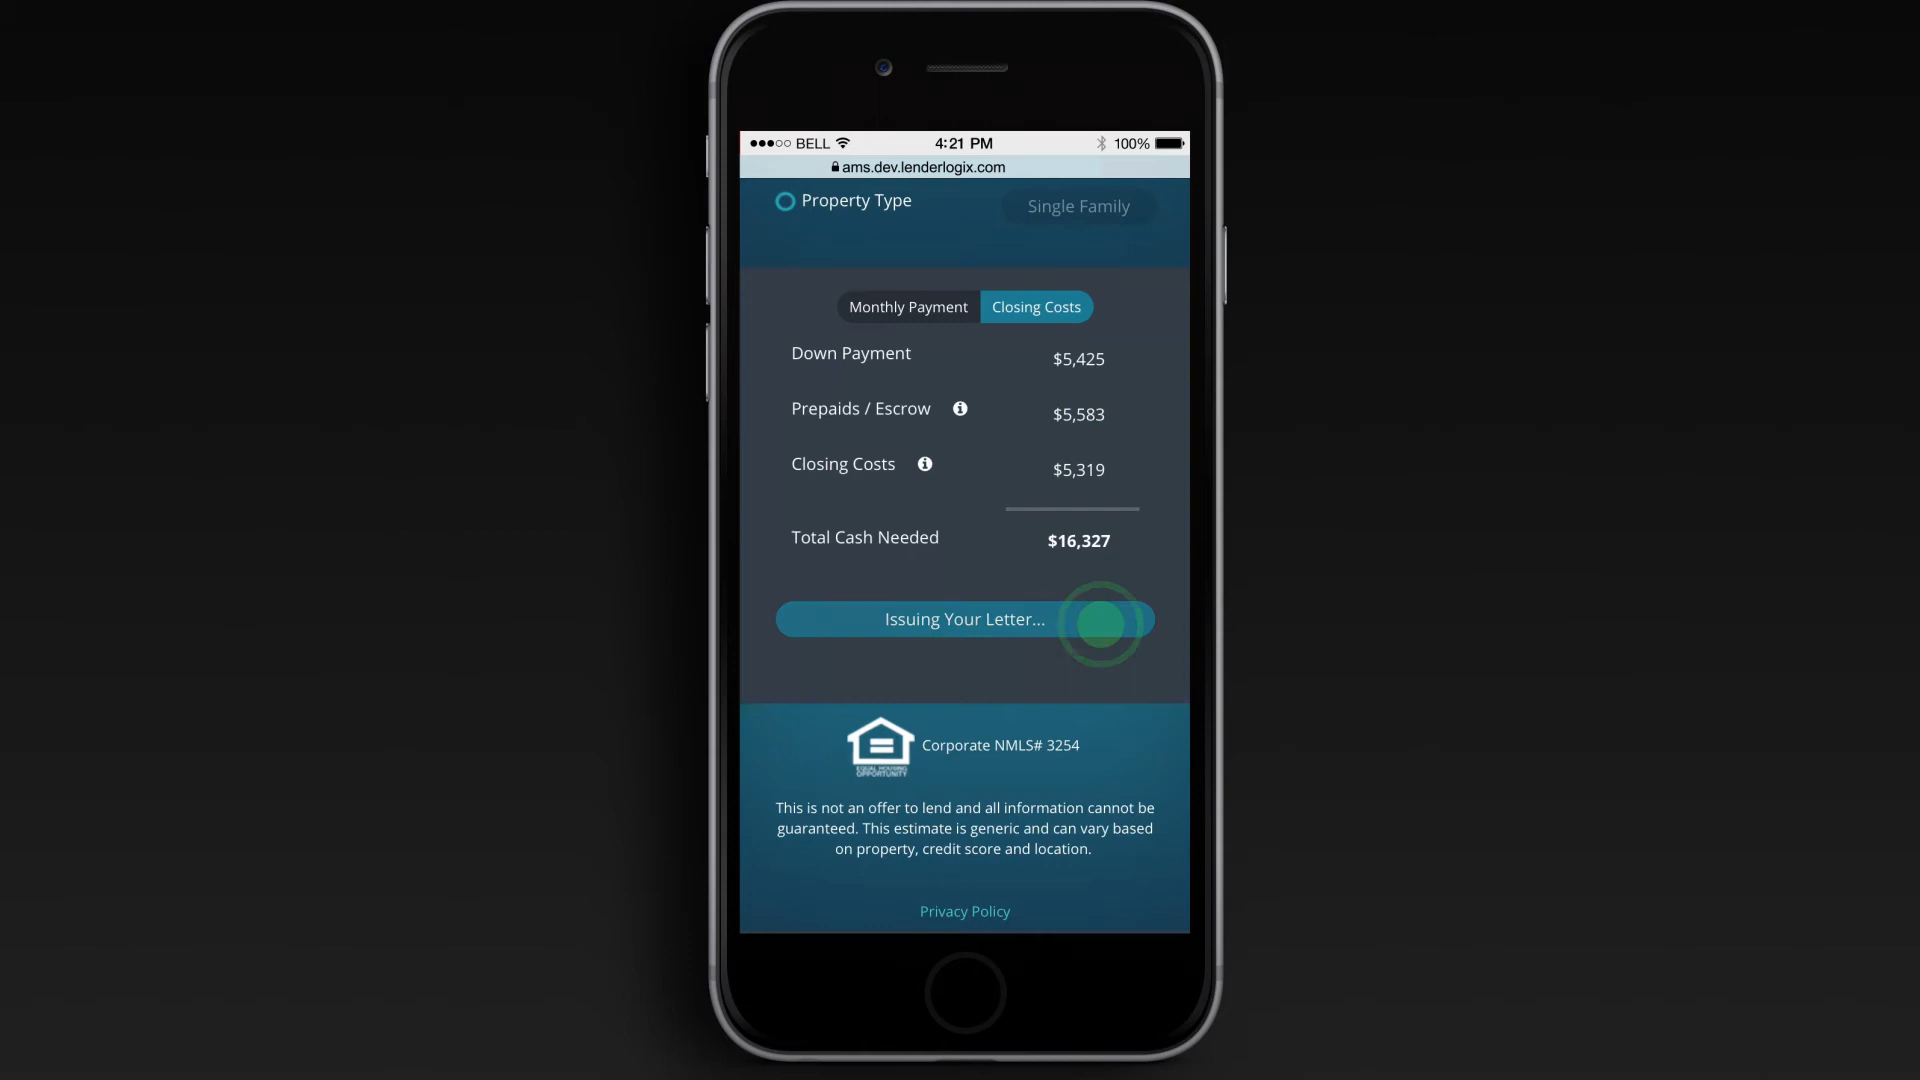 BELL 4:21 PM 100%
ams.dev.lenderlogix.com
Property Type Single Family
Monthly Payment Closing Costs
Down Payment $5,425
Prepaids / Escrow $5,583
Closing Costs $5,319
Total Cash Needed $16,327
Issuing Your Letter...
EQUAL HOUSING
OPPORTUNITY
Corporate NMLS# 3254
This is not an offer to lend and all information cannot be
guaranteed. This estimate is generic and can vary based
on property, credit score and location.
Privacy Policy